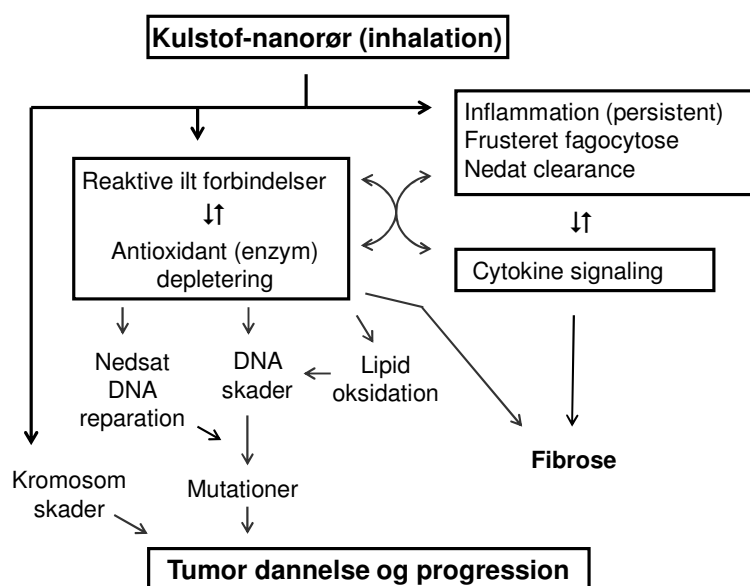 Kulstof-nanorør (inhalation)
Inflammation (persistent)
Frusteret fagocytose
Nedat clearance
Reaktive ilt forbindelser
Antioxidant (enzym)
depletering
Cytokine signaling
Nedsat
DNA
reparation
DNA
skader
Lipid
oksidation
Fibrose
Kromosom
skader
Mutationer
Tumor dannelse og progression